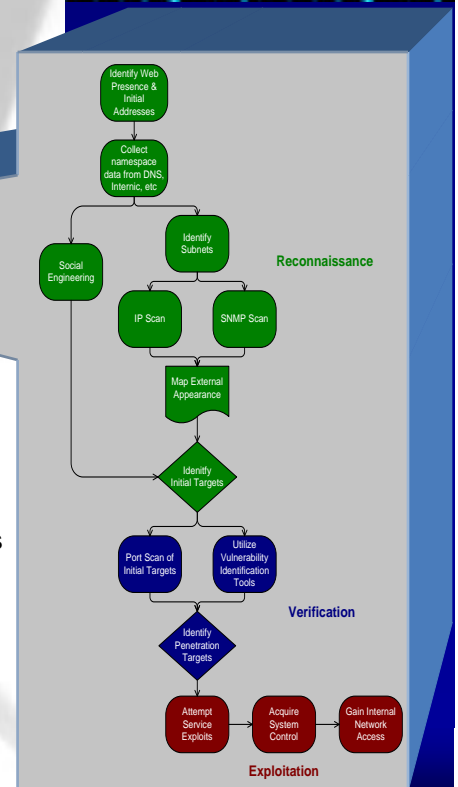 Identify Web
Presence &
Initial
Addresses
Collect
namespace
data from DNS,
Internic, etc
Identify
Subnets
Social
Engineering
Reconnaissance
IP Scan
SNMP Scan
Map External
Appearance
Idenitfy
Initial Targets
s
Port Scan of
Initial Targets
Utilize
Vulnerability
Identification
Tools
Verification
Identify
Penetration
Targets
Attempt
Service
Exploits
Acquire
System
Control
Gain Internal
Network
Access
Exploitation